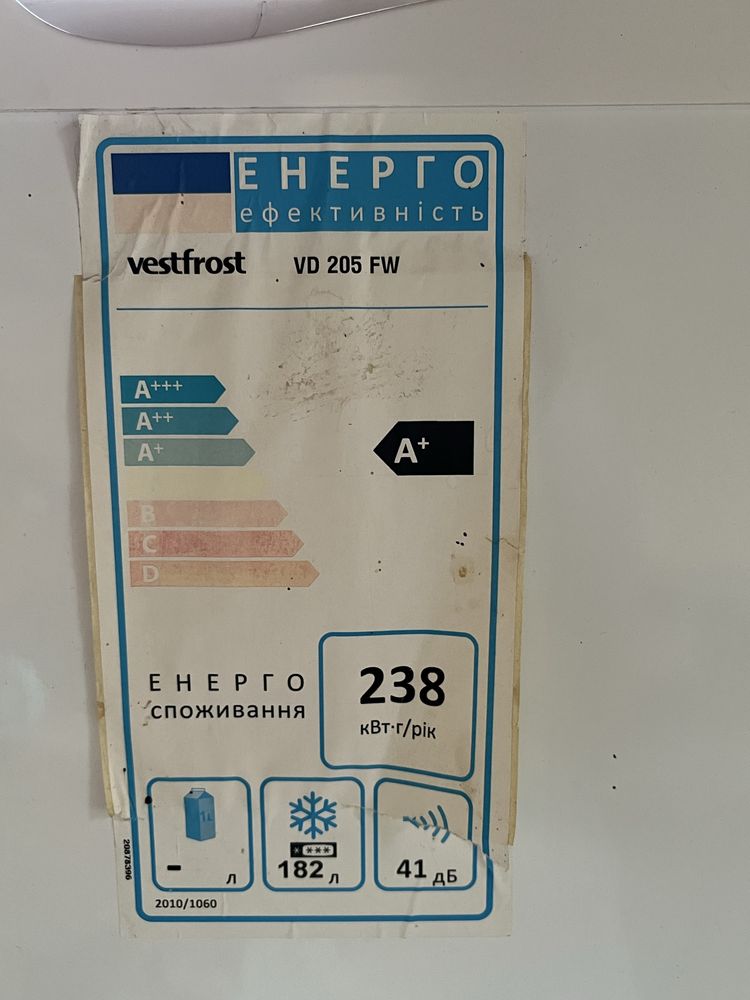 ЕНЕРГО
ефективність
vestfrost VD 205 FW
A+++
A++
A+
A+
B
C
D
ЕНЕРГО
споживання
238
кВт·г/рік
1L
****
- л
182 л
41 дБ
2010/1060
20878396